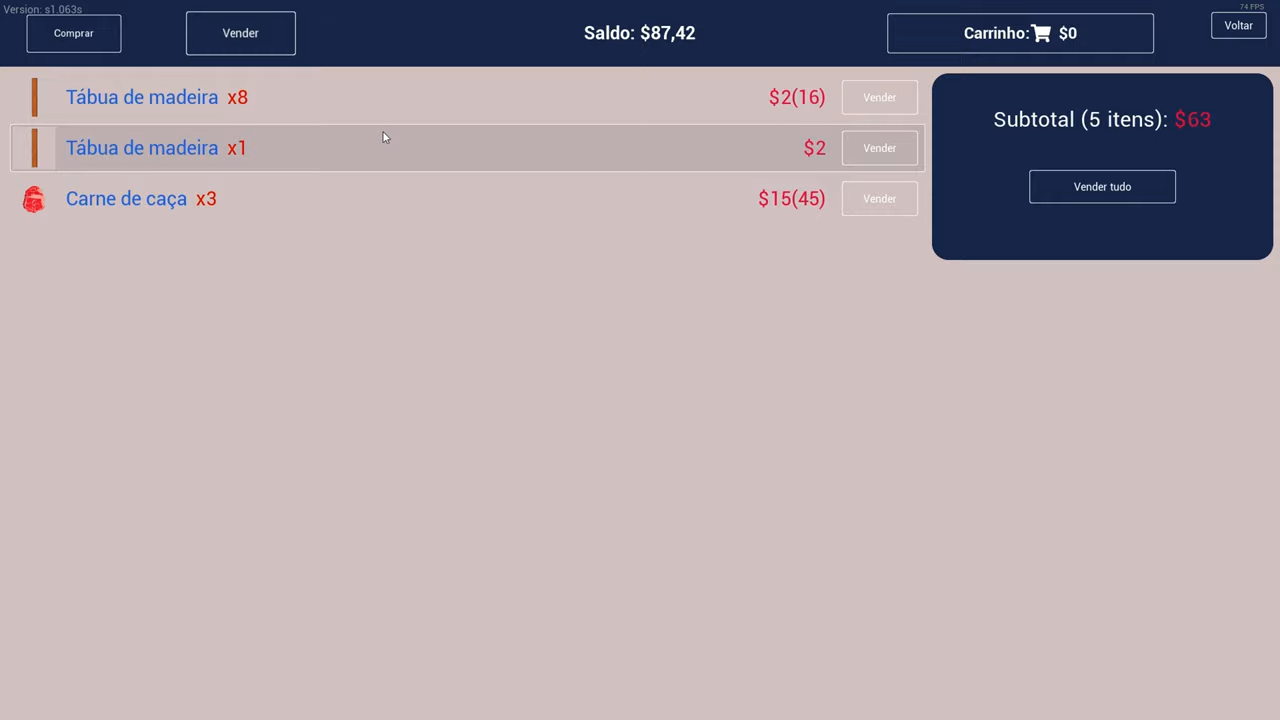 Version: s1.063s
74 FPS
Comprar
Vender
Saldo: $87,42
Carrinho: $0
Voltar
Tábua de madeira x8 $2(16) Vender
Tábua de madeira x1 $2 Vender
Carne de caça x3 $15(45) Vender
Subtotal (5 itens): $63
Vender tudo